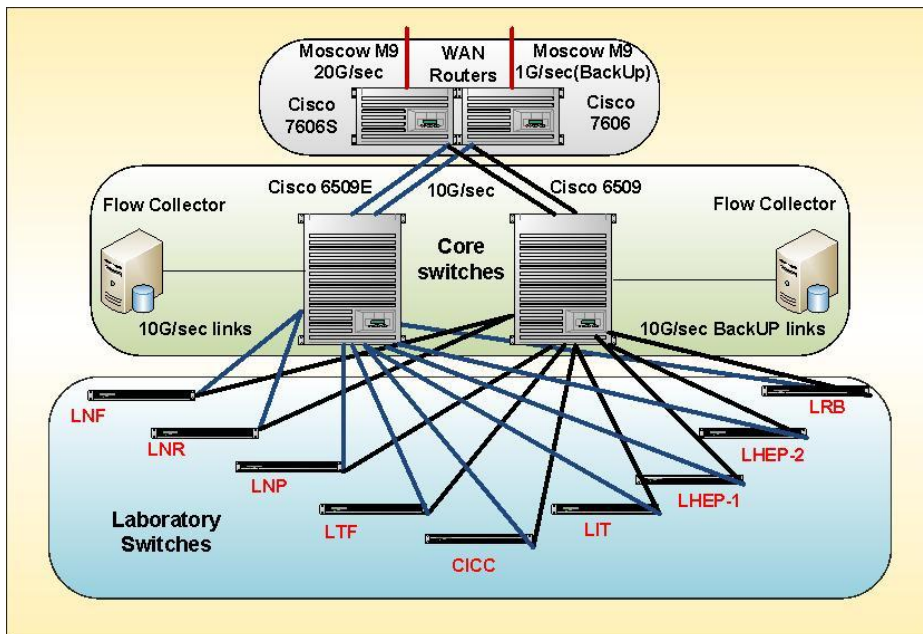 Moscow M9
20G/sec
WAN
Routers
Moscow M9
1G/sec(BackUp)
Cisco
7606S
Cisco
7606
Cisco 6509E
10G/sec
Cisco 6509
Flow Collector
Flow Collector
Core
switches
10G/sec links
10G/sec BackUP links
LNF
LRB
LNR
LHEP-2
LNP
LHEP-1
LTF
LIT
CICC
Laboratory
Switches